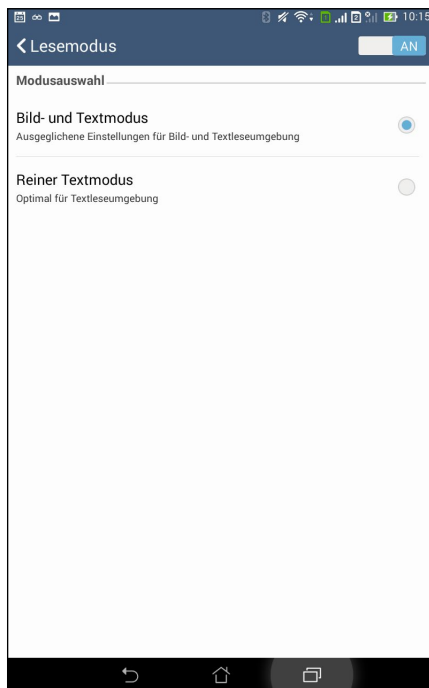 10:15
Lesemodus
AN
Modusauswahl
Bild- und Textmodus
Ausgeglichene Einstellungen für Bild- und Textleseumgebung
Reiner Textmodus
Optimal für Textleseumgebung